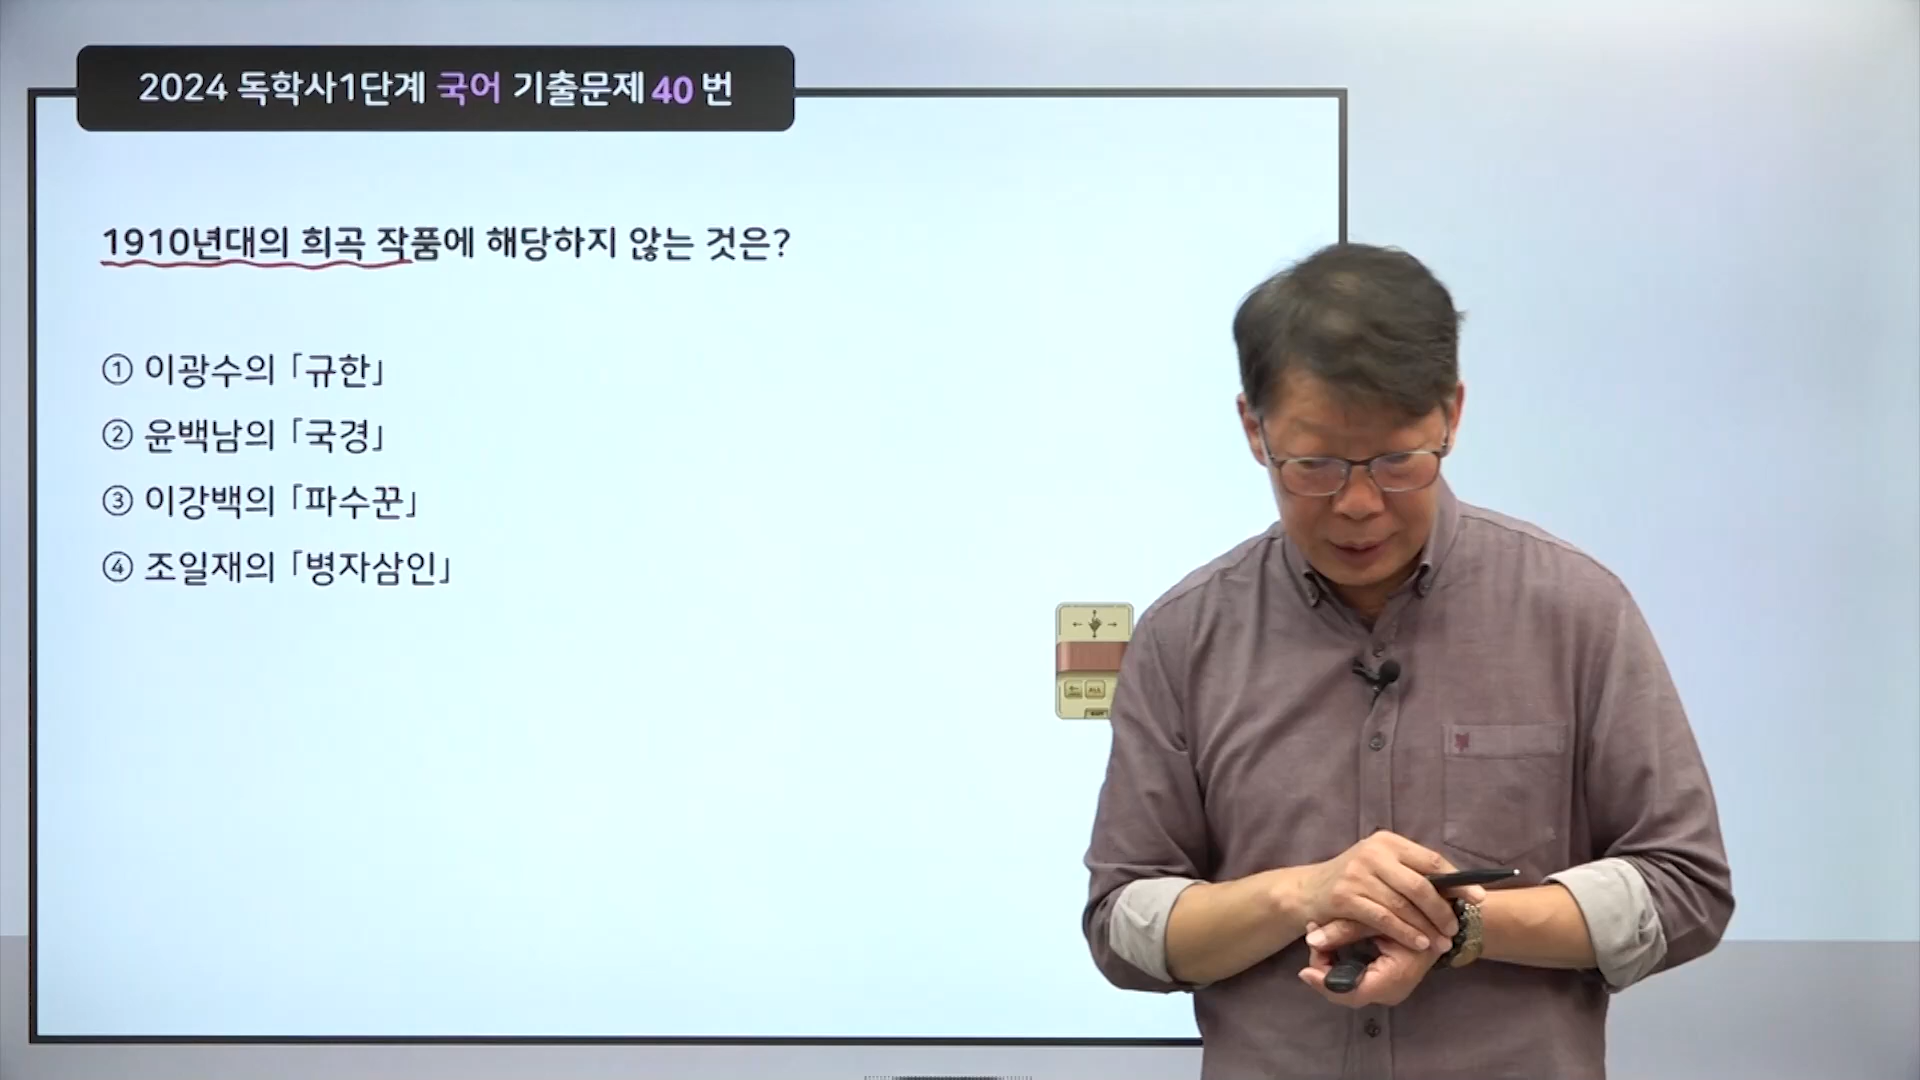 2024 독학사1단계 국어 기출문제 40 번
1910년대의 희곡 작품에 해당하지 않는 것은?
① 이광수의 「규한」
② 윤백남의 「국경」
③ 이강백의 「파수꾼」
④ 조일재의 「병자삼인」